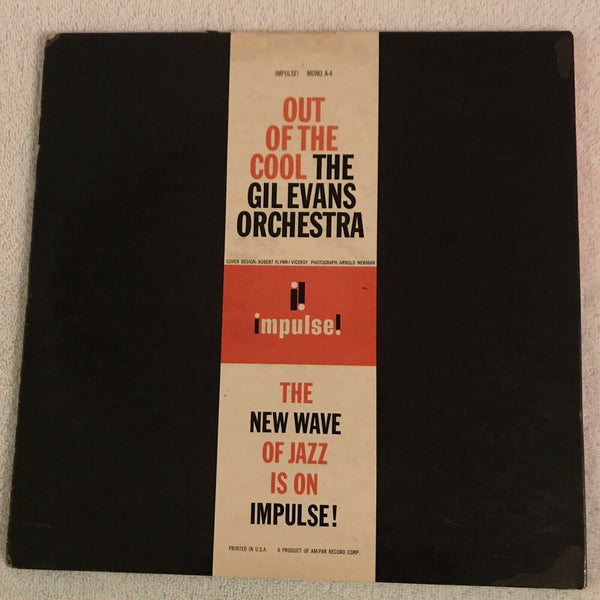 IMPULSE! MONO A-4
OUT
OF THE
COOL THE
GIL EVANS
ORCHESTRA
COVER DESIGN: ROBERT FLYNN/VICEROY PHOTOGRAPH: ARNOLD NEWMAN
i!
impulse!
THE
NEW WAVE
OF JAZZ
IS ON
IMPULSE!
PRINTED IN U.S.A A PRODUCT OF AM-PAR RECORD CORP.